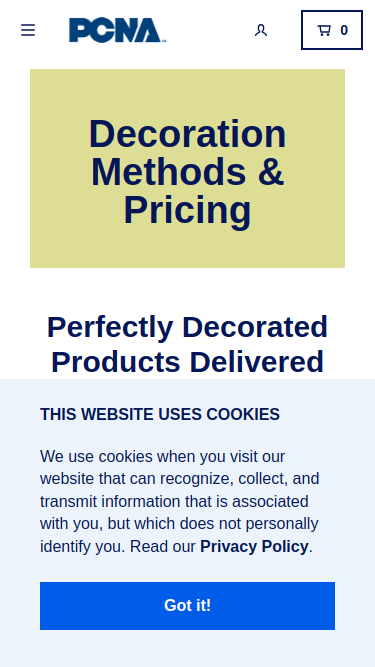 PCNA
0
Decoration
Methods &
Pricing
Perfectly Decorated
Products Delivered
THIS WEBSITE USES COOKIES
We use cookies when you visit our
website that can recognize, collect, and
transmit information that is associated
with you, but which does not personally
identify you. Read our Privacy Policy.
Got it!